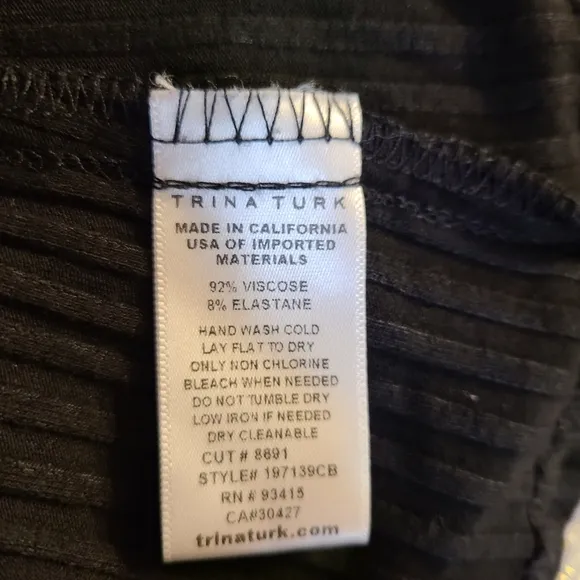 TRINA TURK
MADE IN CALIFORNIA
USA OF IMPORTED
MATERIALS
92% VISCOSE
8% ELASTANE
HAND WASH COLD
LAY FLAT TO DRY
ONLY NON CHLORINE
BLEACH WHEN NEEDED
DO NOT TUMBLE DRY
LOW IRON IF NEEDED
DRY CLEANABLE
CUT # 8691
STYLE# 197139CB
RN # 93415
CA#30427
trinaturk.com